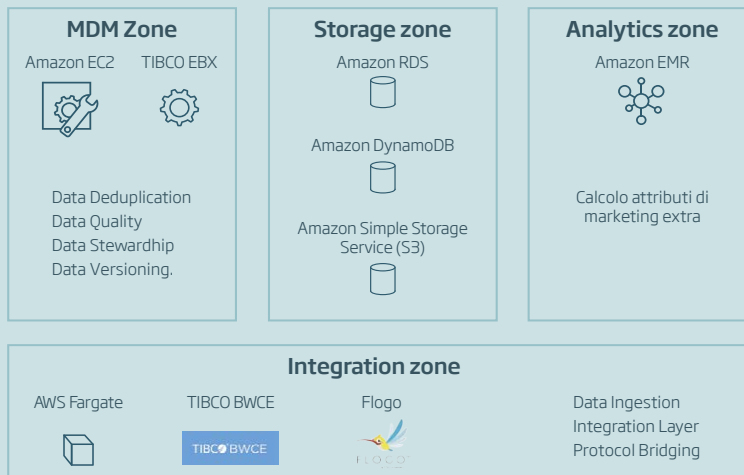 MDM Zone
Amazon EC2
TIBCO EBX
Data Deduplication
Data Quality
Data Stewardhip
Data Versioning.
Storage zone
Amazon RDS
Amazon DynamoDB
Amazon Simple Storage
Service (S3)
Analytics zone
Amazon EMR
Calcolo attributi di
marketing extra
Integration zone
AWS Fargate
TIBCO BWCE
TIBCO BWCE
Flogo
FLOGO
Data Ingestion
Integration Layer
Protocol Bridging